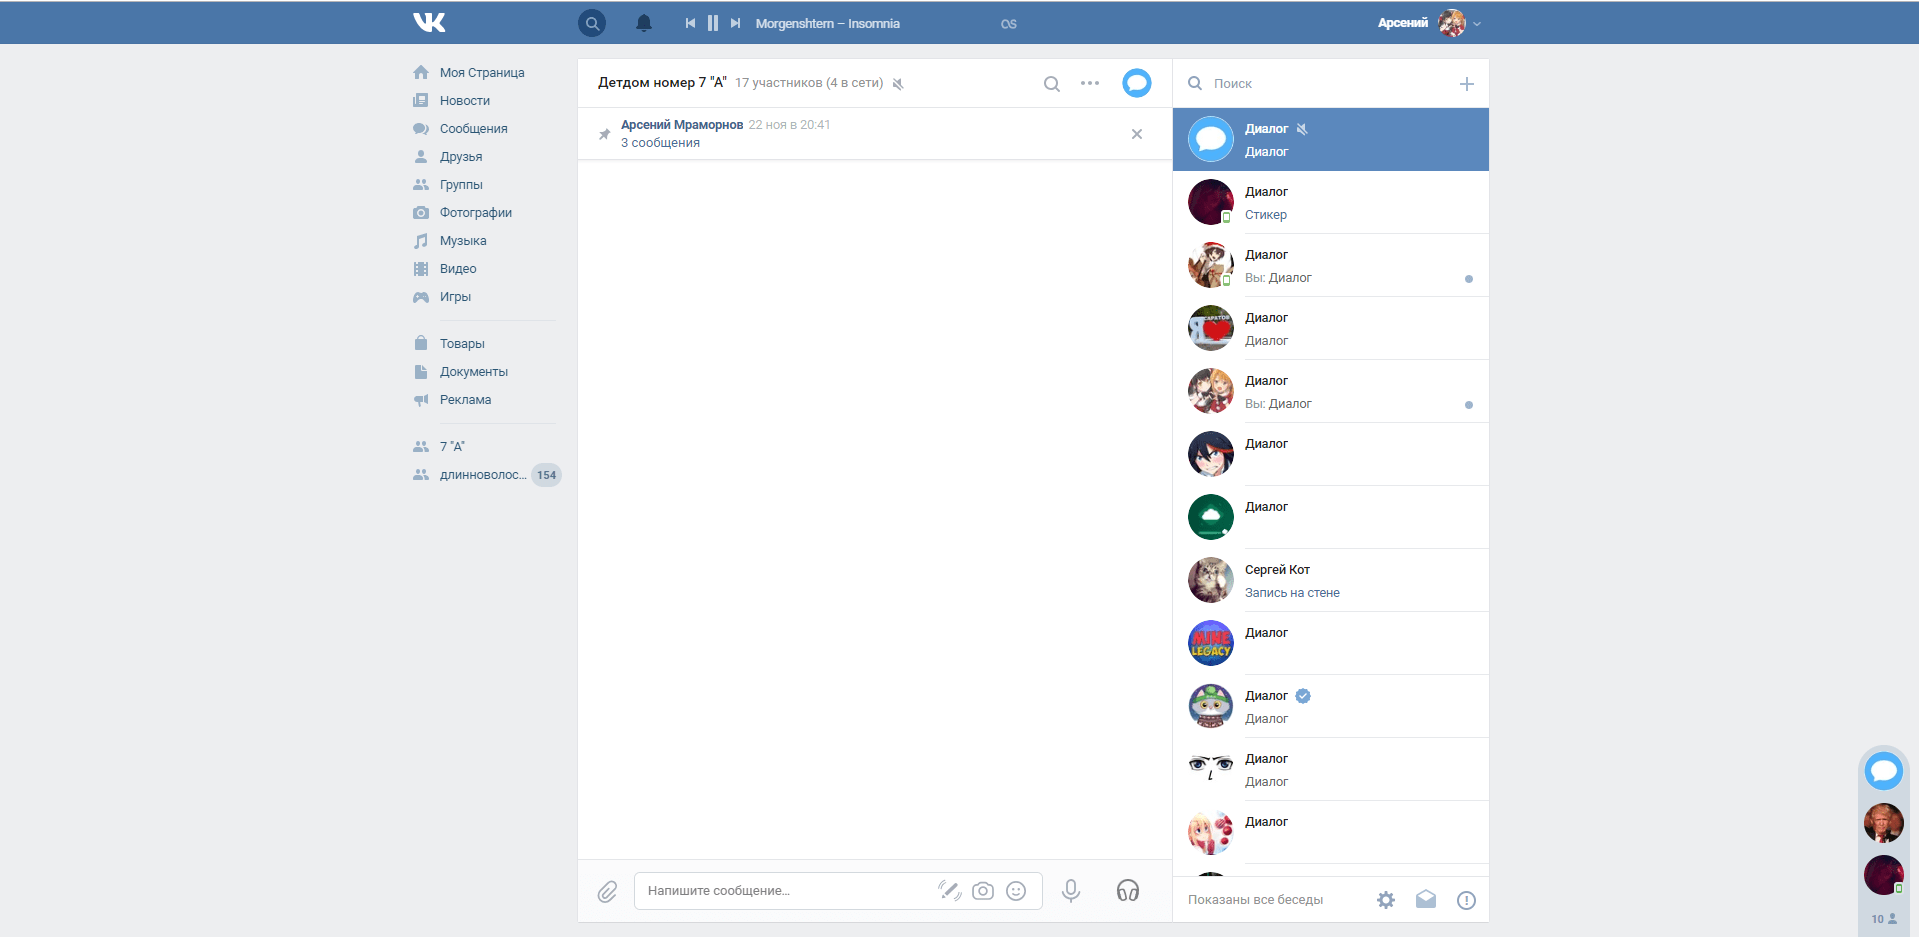 Morgenshtern – Insomnia
Арсений
Моя Страница
Новости
Сообщения
Друзья
Группы
Фотографии
Музыка
Видео
Игры
Товары
Документы
Реклама
7 "А"
длинноволос... 154
Детдом номер 7 "А" 17 участников (4 в сети)
Арсений Мраморнов 22 ноя в 20:41
3 сообщения
Напишите сообщение...
Поиск
Диалог
Диалог
Диалог
Стикер
Диалог
Вы: Диалог
Диалог
Диалог
Диалог
Вы: Диалог
Диалог
Диалог
Сергей Кот
Запись на стене
MINE
LEGACY
Диалог
Диалог
Диалог
Диалог
Диалог
Диалог
Показаны все беседы
10